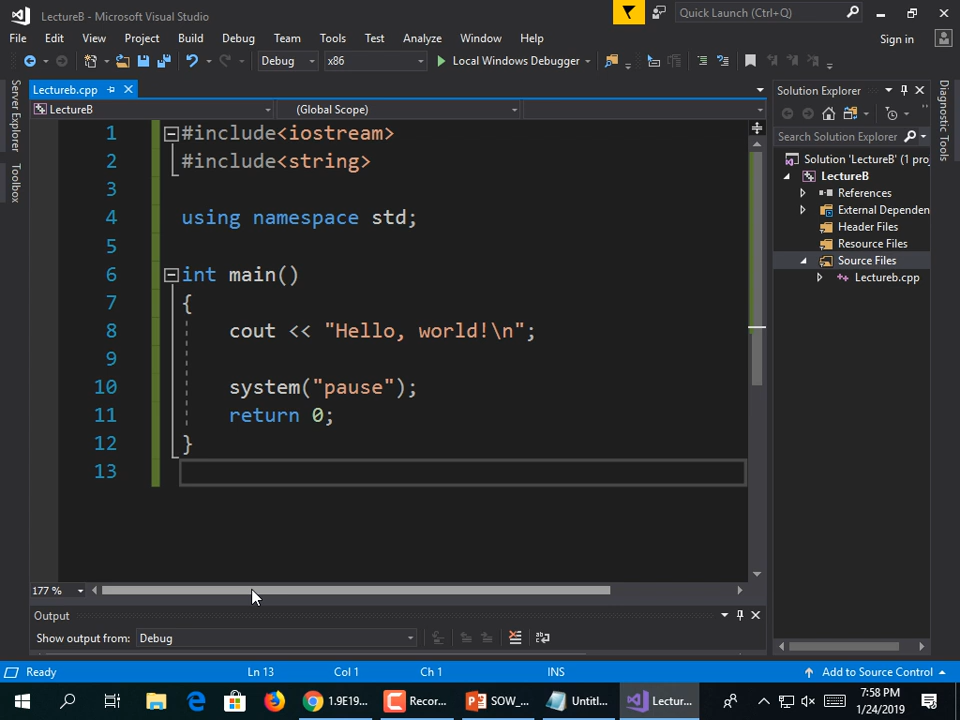 LectureB - Microsoft Visual Studio
Quick Launch (Ctrl+Q)
File Edit View Project Build Debug Team Tools Test Analyze Window Help
Sign in
Debug x86 Local Windows Debugger
Server Explorer
Toolbox
Lectureb.cpp
LectureB (Global Scope)
1 #include<iostream>
2 #include<string>
3
4 using namespace std;
5
6 int main()
7 {
8 cout << "Hello, world!\n";
9
10 system("pause");
11 return 0;
12 }
13
177 %
Output
Show output from: Debug
Solution Explorer
Search Solution Explorer
Solution 'LectureB' (1 proj
LectureB
References
External Dependen
Header Files
Resource Files
Source Files
Lectureb.cpp
Diagnostic Tools
Ready Ln 13 Col 1 Ch 1 INS Add to Source Control
1.9E19... Recor... SOW_... Untitl... Lectur...
7:58 PM
1/24/2019